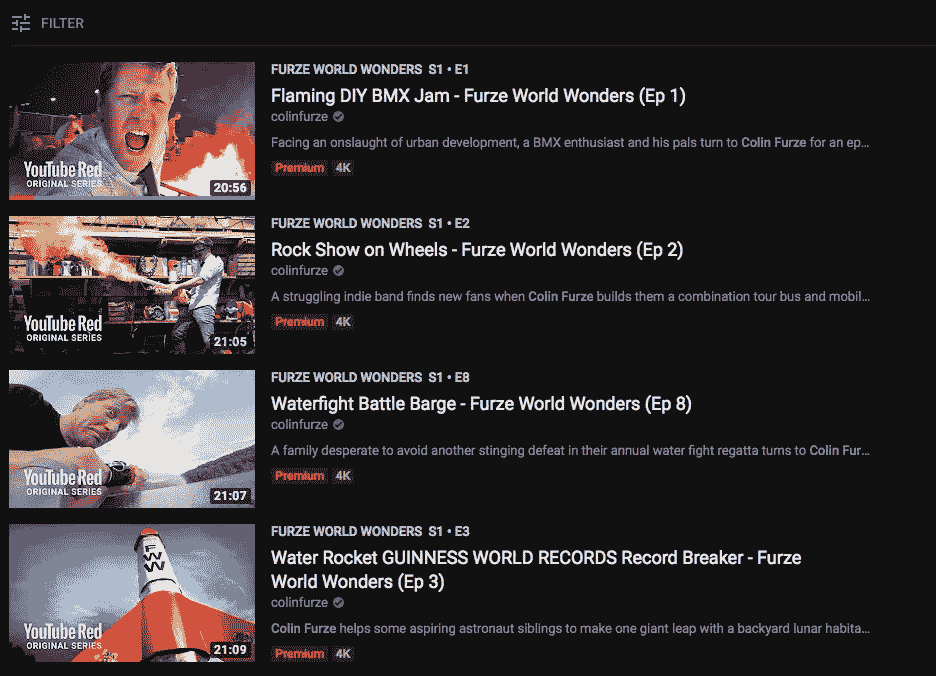 FILTER
YouTube Red
ORIGINAL SERIES
20:56
FURZE WORLD WONDERS S1 • E1
Flaming DIY BMX Jam - Furze World Wonders (Ep 1)
colinfurze
Facing an onslaught of urban development, a BMX enthusiast and his pals turn to Colin Furze for an ep...
Premium 4K
YouTube Red
ORIGINAL SERIES
21:05
FURZE WORLD WONDERS S1 • E2
Rock Show on Wheels - Furze World Wonders (Ep 2)
colinfurze
A struggling indie band finds new fans when Colin Furze builds them a combination tour bus and mobil...
Premium 4K
YouTube Red
ORIGINAL SERIES
21:07
FURZE WORLD WONDERS S1 • E8
Waterfight Battle Barge - Furze World Wonders (Ep 8)
colinfurze
A family desperate to avoid another stinging defeat in their annual water fight regatta turns to Colin Fur...
Premium 4K
FWW
YouTube Red
ORIGINAL SERIES
21:09
FURZE WORLD WONDERS S1 • E3
Water Rocket GUINNESS WORLD RECORDS Record Breaker - Furze
World Wonders (Ep 3)
colinfurze
Colin Furze helps some aspiring astronaut siblings to make one giant leap with a backyard lunar habita...
Premium 4K